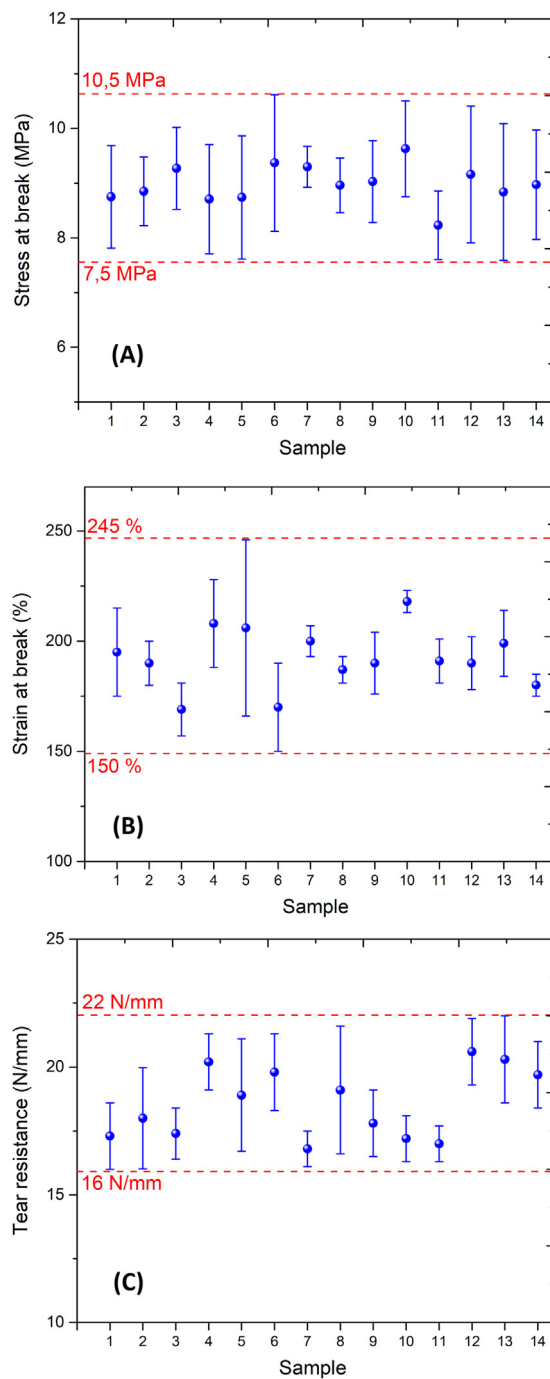 12
10,5 MPa
10
8
7,5 MPa
6
Stress at break (MPa)
(A)
1 2 3 4 5 6 7 8 9 10 11 12 13 14
Sample
245 %
250
200
150
150 %
100
Strain at break (%)
(B)
1 2 3 4 5 6 7 8 9 10 11 12 13 14
Sample
25
22 N/mm
20
15
16 N/mm
10
Tear resistance (N/mm)
(C)
1 2 3 4 5 6 7 8 9 10 11 12 13 14
Sample